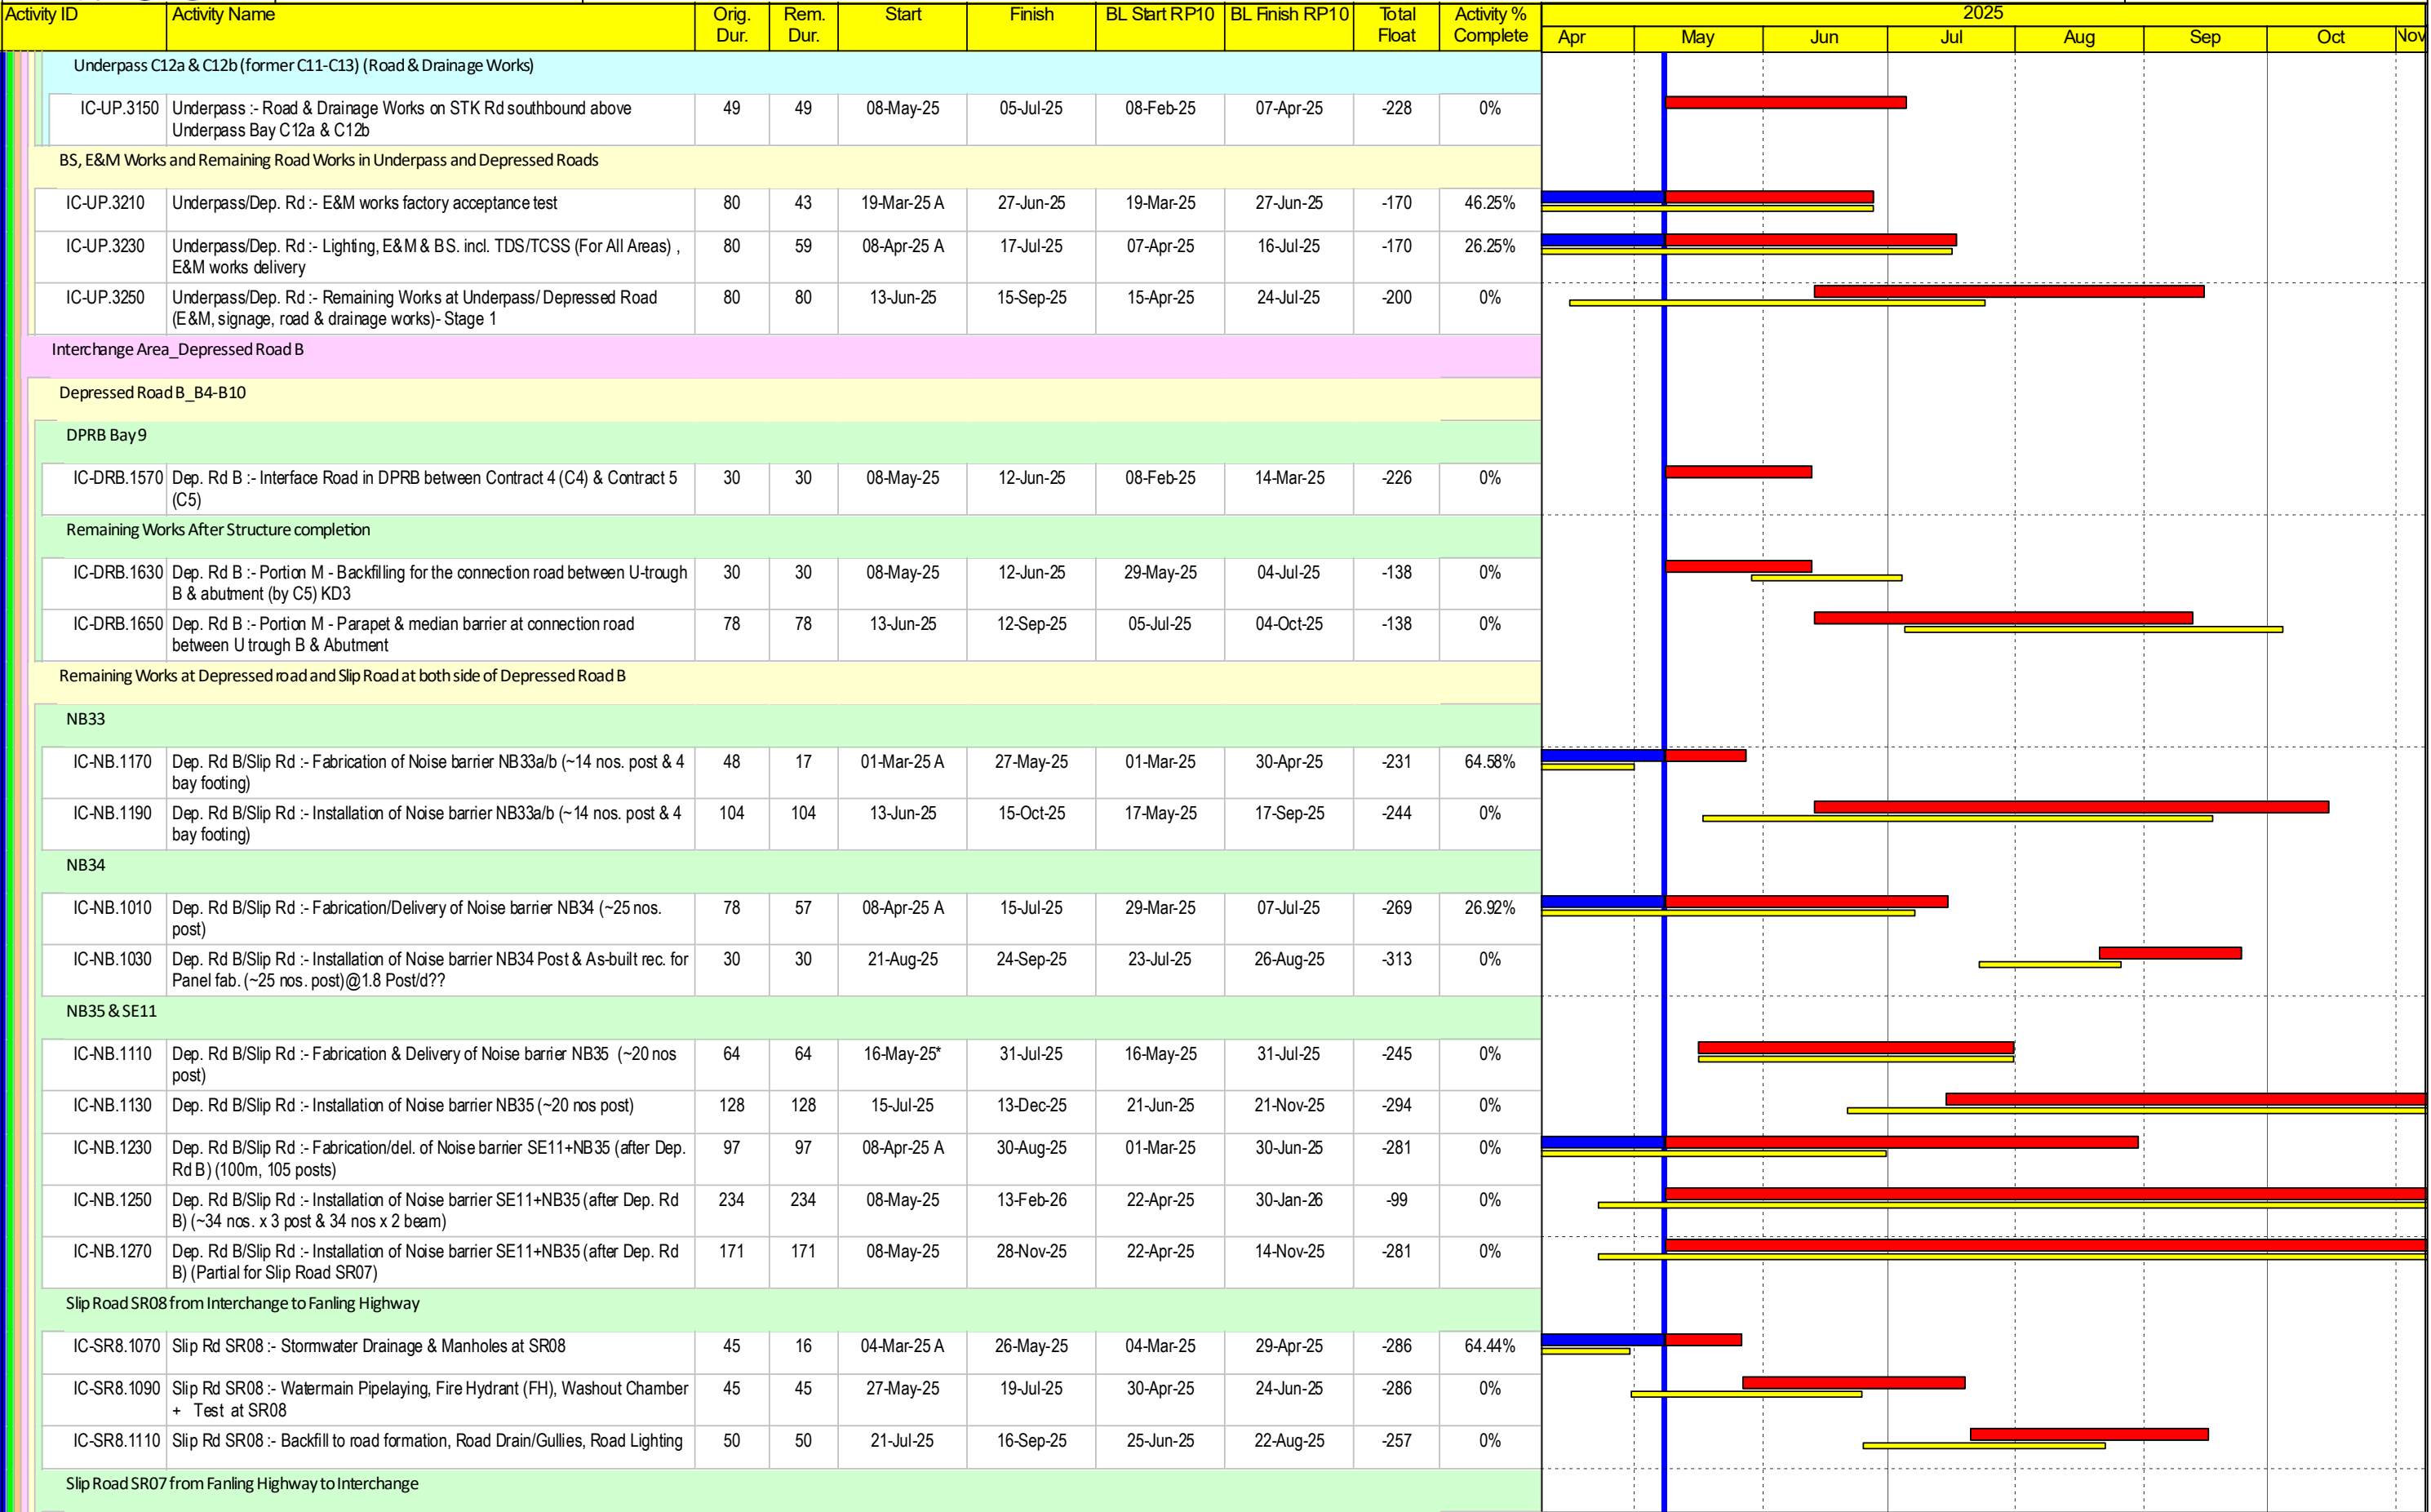 Activity ID Activity Name Orig. Rem. Start Finish BL Start RP10 BL Finish RP10 Total Activity % 2025
Dur. Dur. Float Complete Apr May Jun Jul Aug Sep Oct Nov
Underpass C12a & C12b (former C11-C13) (Road & Drainage Works)
IC-UP.3150 Underpass :- Road & Drainage Works on STK Rd southbound above 49 49 08-May-25 05-Jul-25 08-Feb-25 07-Apr-25 -228 0%
Underpass Bay C12a & C12b
BS, E&M Works and Remaining Road Works in Underpass and Depressed Roads
IC-UP.3210 Underpass/Dep. Rd :- E&M works factory acceptance test 80 43 19-Mar-25 A 27-Jun-25 19-Mar-25 27-Jun-25 -170 46.25%
IC-UP.3230 Underpass/Dep. Rd :- Lighting, E&M & BS. incl. TDS/TCSS (For All Areas) , 80 59 08-Apr-25 A 17-Jul-25 07-Apr-25 16-Jul-25 -170 26.25%
E&M works delivery
IC-UP.3250 Underpass/Dep. Rd :- Remaining Works at Underpass/ Depressed Road 80 80 13-Jun-25 15-Sep-25 15-Apr-25 24-Jul-25 -200 0%
(E&M, signage, road & drainage works)- Stage 1
Interchange Area_Depressed Road B
Depressed Road B_B4-B10
DPRB Bay 9
IC-DRB.1570 Dep. Rd B :- Interface Road in DPRB between Contract 4 (C4) & Contract 5 30 30 08-May-25 12-Jun-25 08-Feb-25 14-Mar-25 -226 0%
(C5)
Remaining Works After Structure completion
IC-DRB.1630 Dep. Rd B :- Portion M - Backfilling for the connection road between U-trough 30 30 08-May-25 12-Jun-25 29-May-25 04-Jul-25 -138 0%
B & abutment (by C5) KD3
IC-DRB.1650 Dep. Rd B :- Portion M - Parapet & median barrier at connection road 78 78 13-Jun-25 12-Sep-25 05-Jul-25 04-Oct-25 -138 0%
between U trough B & Abutment
Remaining Works at Depressed road and Slip Road at both side of Depressed Road B
NB33
IC-NB.1170 Dep. Rd B/Slip Rd :- Fabrication of Noise barrier NB33a/b (~14 nos. post & 4 48 17 01-Mar-25 A 27-May-25 01-Mar-25 30-Apr-25 -231 64.58%
bay footing)
IC-NB.1190 Dep. Rd B/Slip Rd :- Installation of Noise barrier NB33a/b (~14 nos. post & 4 104 104 13-Jun-25 15-Oct-25 17-May-25 17-Sep-25 -244 0%
bay footing)
NB34
IC-NB.1010 Dep. Rd B/Slip Rd :- Fabrication/Delivery of Noise barrier NB34 (~25 nos. 78 57 08-Apr-25 A 15-Jul-25 29-Mar-25 07-Jul-25 -269 26.92%
post)
IC-NB.1030 Dep. Rd B/Slip Rd :- Installation of Noise barrier NB34 Post & As-built rec. for 30 30 21-Aug-25 24-Sep-25 23-Jul-25 26-Aug-25 -313 0%
Panel fab. (~25 nos. post)@1.8 Post/d??
NB35 & SE11
IC-NB.1110 Dep. Rd B/Slip Rd :- Fabrication & Delivery of Noise barrier NB35 (~20 nos 64 64 16-May-25* 31-Jul-25 16-May-25 31-Jul-25 -245 0%
post)
IC-NB.1130 Dep. Rd B/Slip Rd :- Installation of Noise barrier NB35 (~20 nos post) 128 128 15-Jul-25 13-Dec-25 21-Jun-25 21-Nov-25 -294 0%
IC-NB.1230 Dep. Rd B/Slip Rd :- Fabrication/del. of Noise barrier SE11+NB35 (after Dep. 97 97 08-Apr-25 A 30-Aug-25 01-Mar-25 30-Jun-25 -281 0%
Rd B) (100m, 105 posts)
IC-NB.1250 Dep. Rd B/Slip Rd :- Installation of Noise barrier SE11+NB35 (after Dep. Rd 234 234 08-May-25 13-Feb-26 22-Apr-25 30-Jan-26 -99 0%
B) (~34 nos. x 3 post & 34 nos x 2 beam)
IC-NB.1270 Dep. Rd B/Slip Rd :- Installation of Noise barrier SE11+NB35 (after Dep. Rd 171 171 08-May-25 28-Nov-25 22-Apr-25 14-Nov-25 -281 0%
B) (Partial for Slip Road SR07)
Slip Road SR08 from Interchange to Fanling Highway
IC-SR8.1070 Slip Rd SR08 :- Stormwater Drainage & Manholes at SR08 45 16 04-Mar-25 A 26-May-25 04-Mar-25 29-Apr-25 -286 64.44%
IC-SR8.1090 Slip Rd SR08 :- Watermain Pipelaying, Fire Hydrant (FH), Washout Chamber 45 45 27-May-25 19-Jul-25 30-Apr-25 24-Jun-25 -286 0%
+ Test at SR08
IC-SR8.1110 Slip Rd SR08 :- Backfill to road formation, Road Drain/Gullies, Road Lighting 50 50 21-Jul-25 16-Sep-25 25-Jun-25 22-Aug-25 -257 0%
Slip Road SR07 from Fanling Highway to Interchange